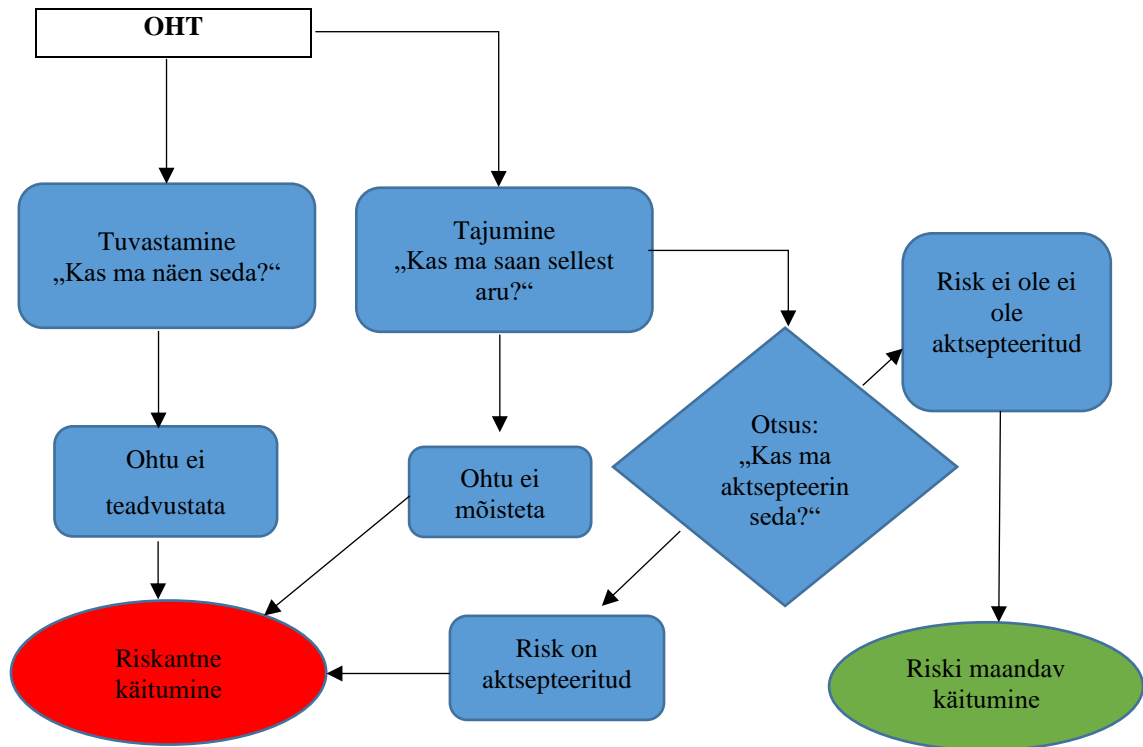 OHT
Tuvastamine
„Kas ma näen seda?“
Tajumine
„Kas ma saan sellest
aru?“
Risk ei ole ei
ole
aktsepteeritud
Otsus:
„Kas ma
aktsepteerin
seda?“
Ohtu ei
teadvustata
Ohtu ei
mõisteta
Riskantne
käitumine
Risk on
aktsepteeritud
Riski maandav
käitumine